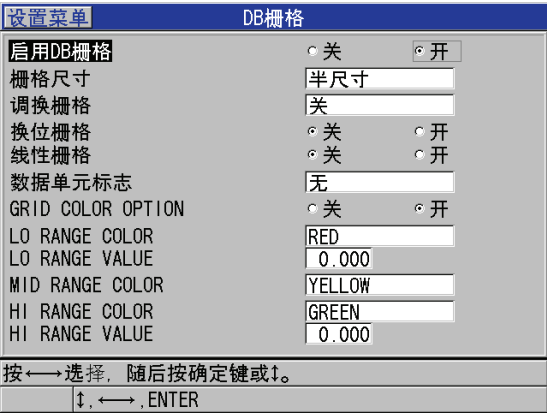 设置菜单 DB栅格
启用DB栅格 关 开
栅格尺寸 半尺寸
调换栅格 关
换位栅格 关 开
线性栅格 关 开
数据单元标志 无
GRID COLOR OPTION 关 开
LO RANGE COLOR RED
LO RANGE VALUE 0.000
MID RANGE COLOR YELLOW
HI RANGE COLOR GREEN
HI RANGE VALUE 0.000
按←→选择, 随后按确定键或↕。
↕,←→,ENTER